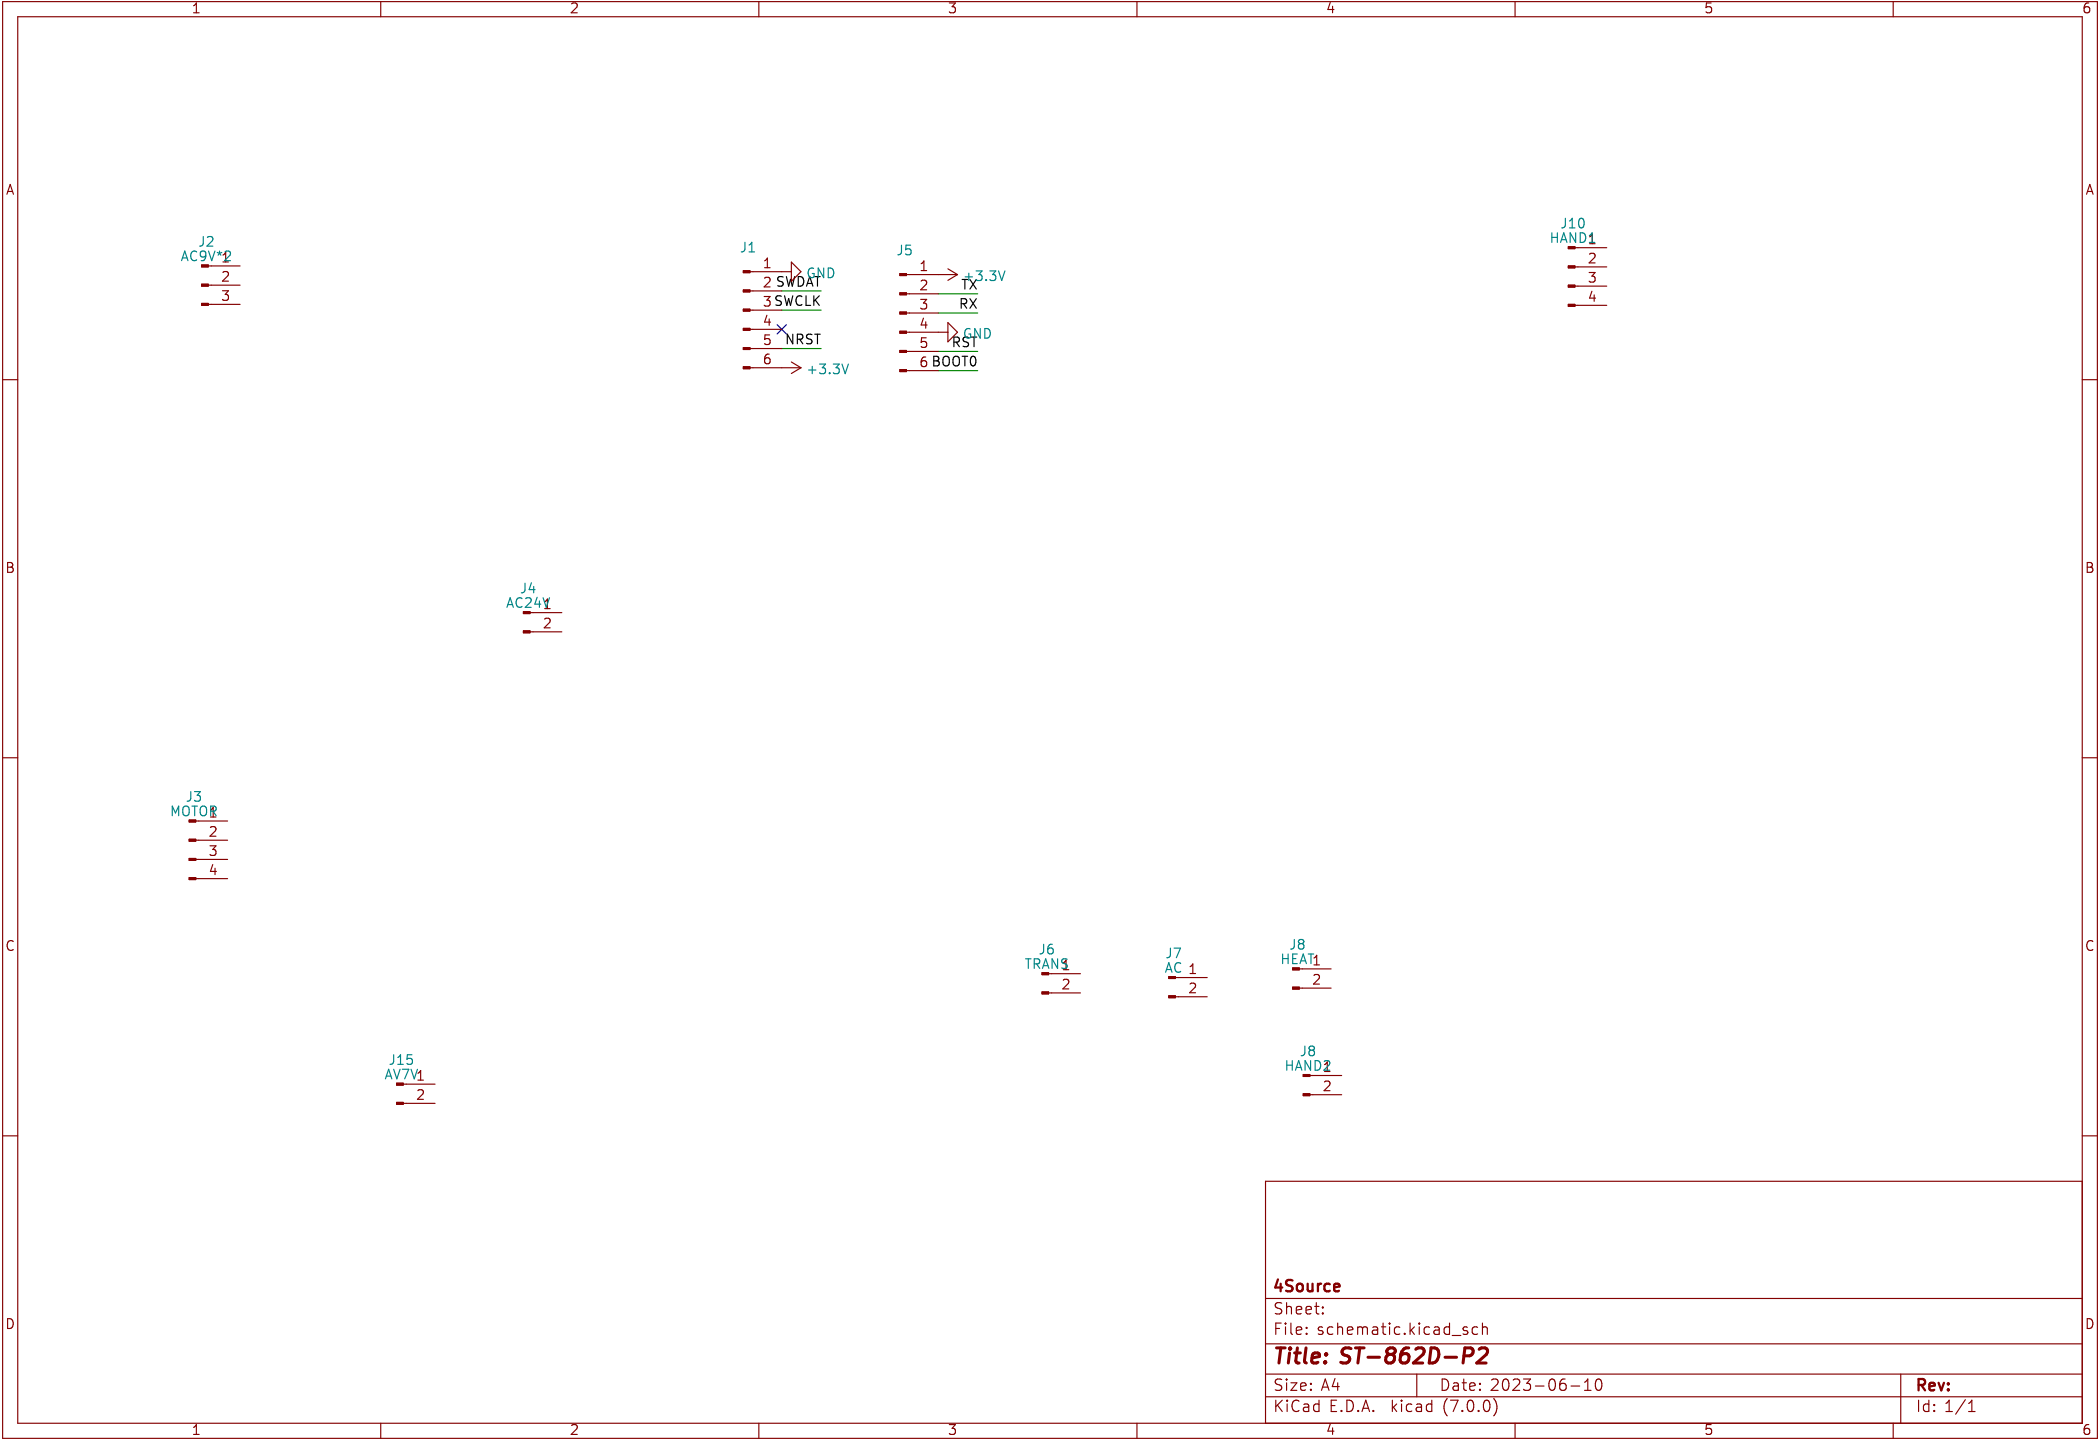 1 2 3 4 5 6
A A
J10
HAND1
1
2
3
4
J2
AC9V*2
1
2
3
J1
1 GND
2 SWDAT
3 SWCLK
4
5 NRST
6 +3.3V
J5
1 +3.3V
2 TX
3 RX
4 GND
5 RST
6 BOOT0
B B
J4
AC24V
1
2
J3
MOTOR
1
2
3
4
C C
J6
TRANS
1
2
J7
AC
1
2
J8
HEAT
1
2
J15
AV7V
1
2
J8
HAND2
1
2
4Source
Sheet:
File: schematic.kicad_sch
D D
Title: ST-862D-P2
Size: A4 Date: 2023-06-10 Rev:
KiCad E.D.A. kicad (7.0.0) Id: 1/1
1 2 3 4 5 6